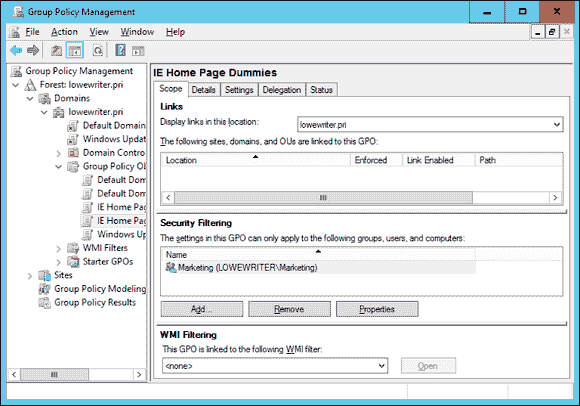 Group Policy Management
File Action View Window Help
Group Policy Management
Forest: lowewriter.pri
Domains
lowewriter.pri
Default Domain
Windows Updat
Domain Contro
Group Policy Ob
Default Dom
Default Dom
IE Home Pag
IE Home Pag
Windows Up
WMI Filters
Starter GPOs
Sites
Group Policy Modeling
Group Policy Results
IE Home Page Dummies
Scope Details Settings Delegation Status
Links
Display links in this location: lowewriter.pri
The following sites, domains, and OUs are linked to this GPO:
Location Enforced Link Enabled Path
Security Filtering
The settings in this GPO can only apply to the following groups, users, and computers:
Name
Marketing (LOWEWRITER\Marketing)
Add... Remove Properties
WMI Filtering
This GPO is linked to the following WMI filter:
<none> Open